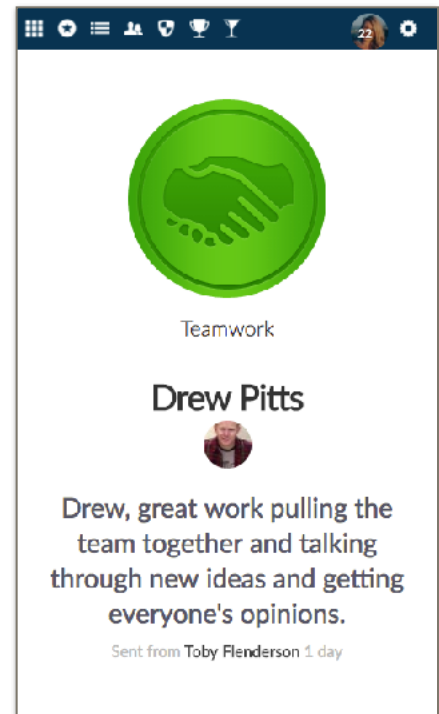 22
Teamwork
Drew Pitts
Drew, great work pulling the
team together and talking
through new ideas and getting
everyone's opinions.
Sent from Toby Flenderson 1 day